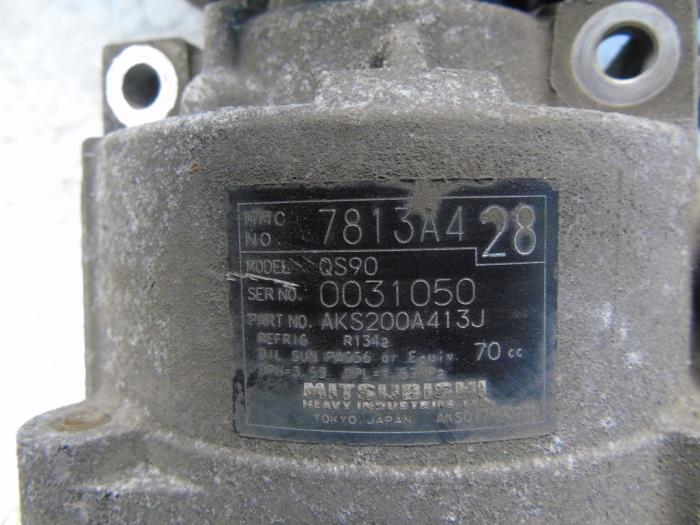 MMC NO. 7813A428
MODEL QS90
SER NO. 0031050
PART NO. AKS200A413J
REFRIG R134a
OIL SUN PAG56 or Equiv. 70 cc
MITSUBISHI
HEAVY INDUSTRIES
TOKYO, JAPAN